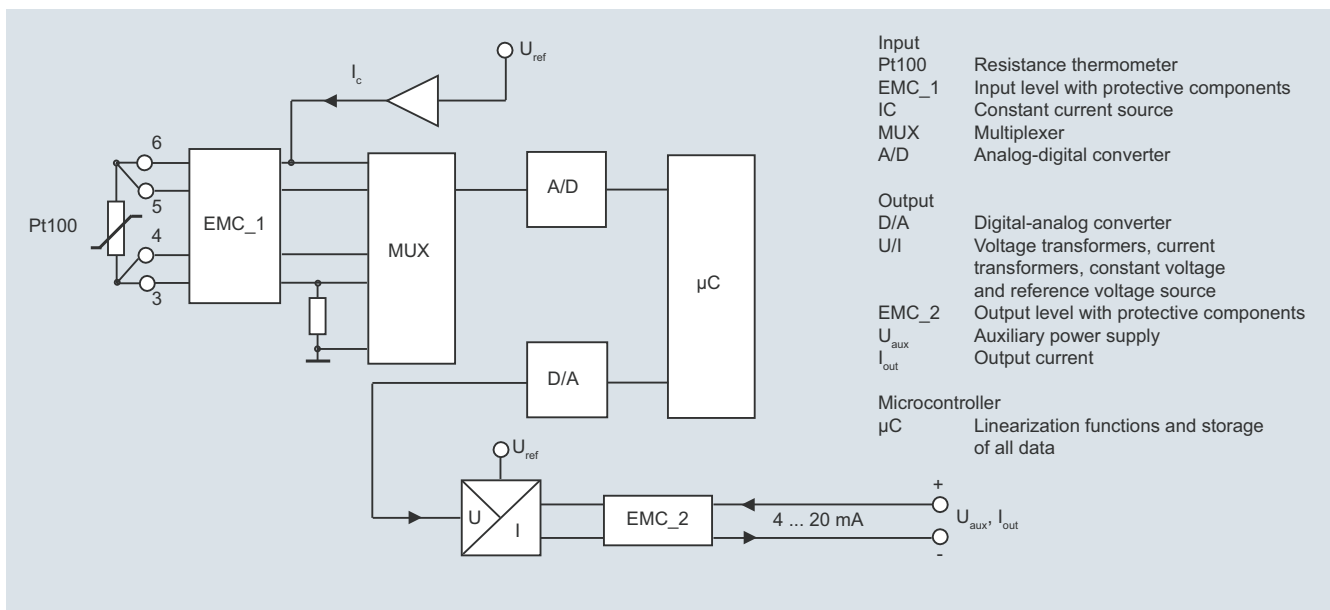 U_ref
I_c
6
5
Pt100
4
3
EMC_1
MUX
A/D
µC
D/A
U_ref
U
I
EMC_2
4 ... 20 mA
+
U_aux, I_out
-
Input
Pt100 Resistance thermometer
EMC_1 Input level with protective components
IC Constant current source
MUX Multiplexer
A/D Analog-digital converter
Output
D/A Digital-analog converter
U/I Voltage transformers, current
transformers, constant voltage
and reference voltage source
EMC_2 Output level with protective components
U_aux Auxiliary power supply
I_out Output current
Microcontroller
µC Linearization functions and storage
of all data